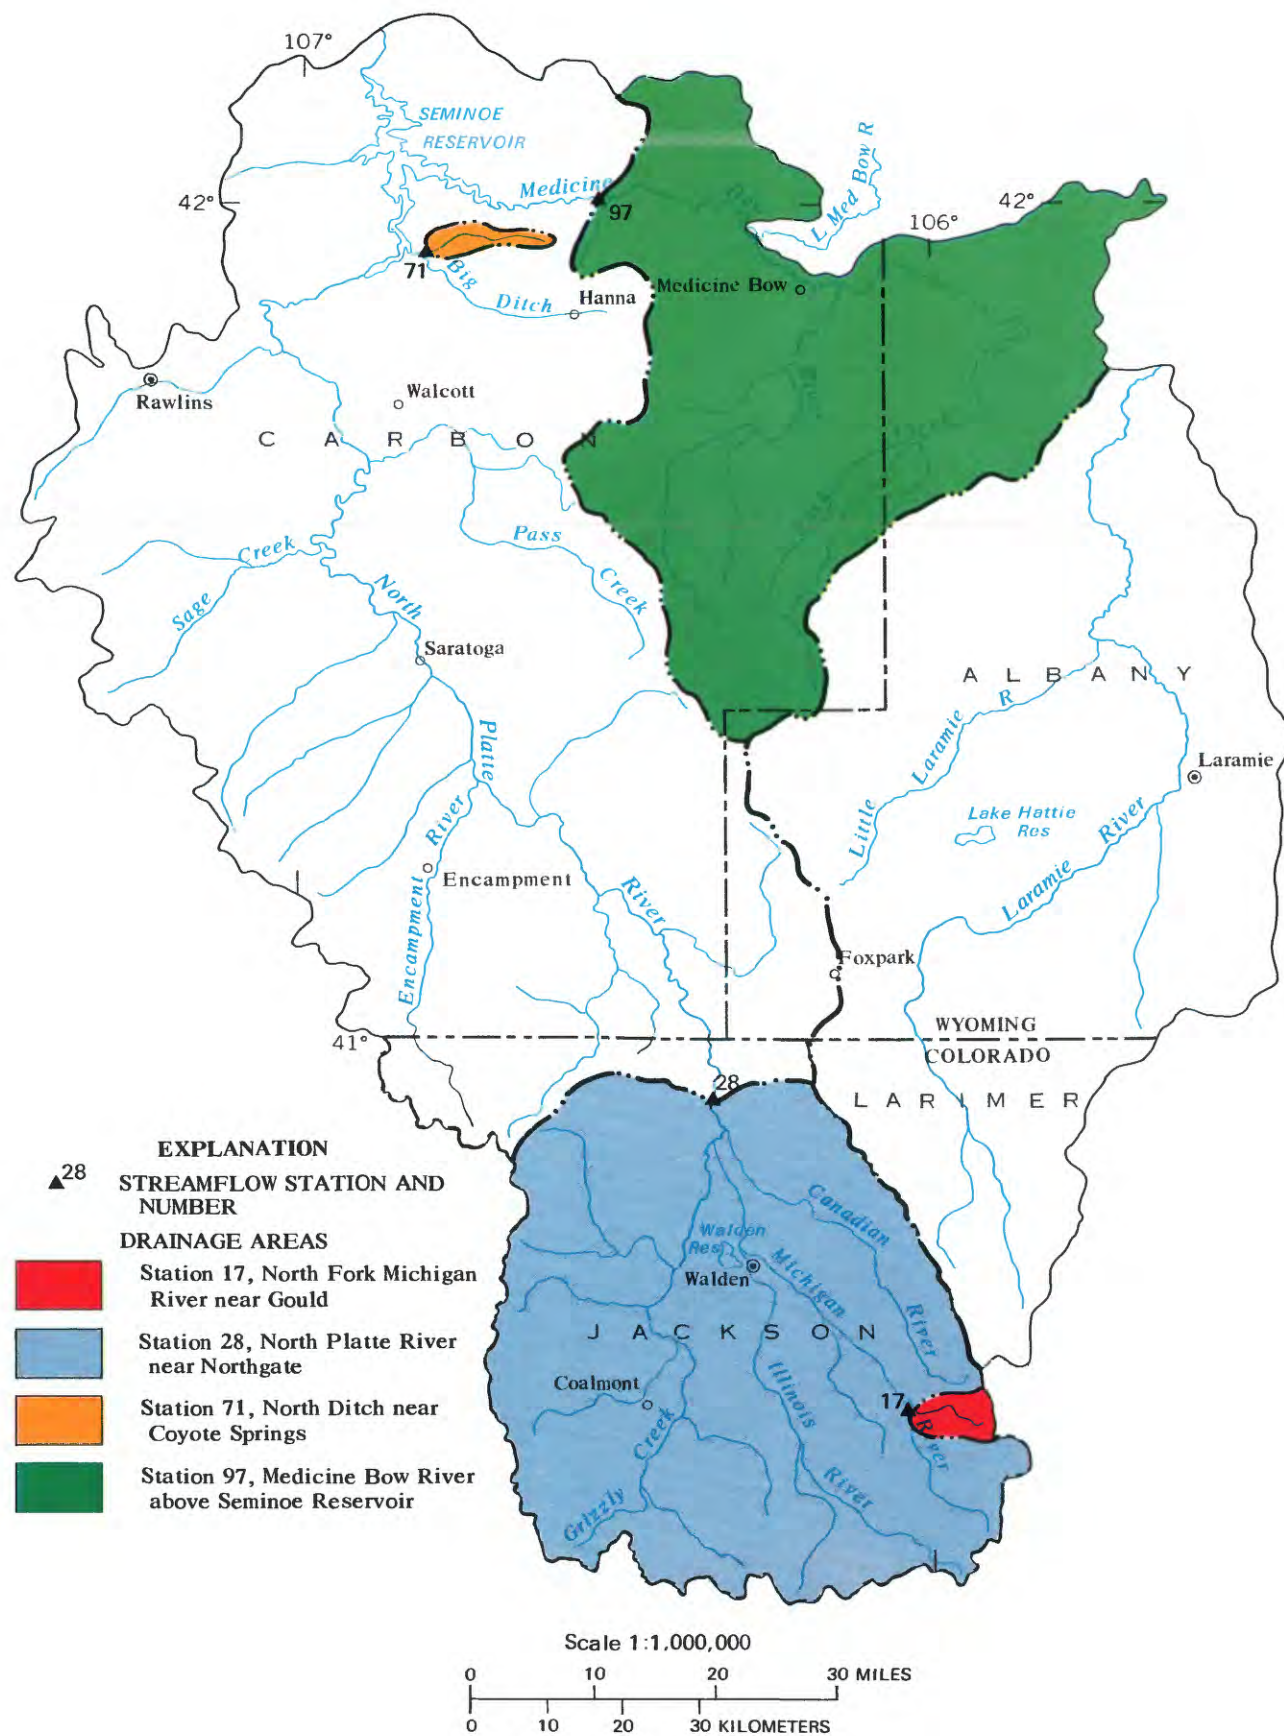 107°
SEMINOE
RESERVOIR
Medicine
L Med Bow R
42°
97
42°
106°
71
Big
Ditch
Hanna
Medicine Bow
Rawlins
Walcott
CARBON
Pass
Creek
Sage
Creek
North
Saratoga
Platte
River
ALBANY
Little
Laramie
R
Laramie
Lake Hattie
Res
Laramie
River
Encampment
River
Encampment
Foxpark
41°
WYOMING
COLORADO
28
LARIMER
Canadian
River
Walden
Res
Walden
Michigan
River
JACKSON
Coalmont
Illinois
River
17
Grizzly
Creek
EXPLANATION
28
STREAMFLOW STATION AND
NUMBER
DRAINAGE AREAS
Station 17, North Fork Michigan
River near Gould
Station 28, North Platte River
near Northgate
Station 71, North Ditch near
Coyote Springs
Station 97, Medicine Bow River
above Seminoe Reservoir
Scale 1:1,000,000
0 10 20 30 MILES
0 10 20 30 KILOMETERS